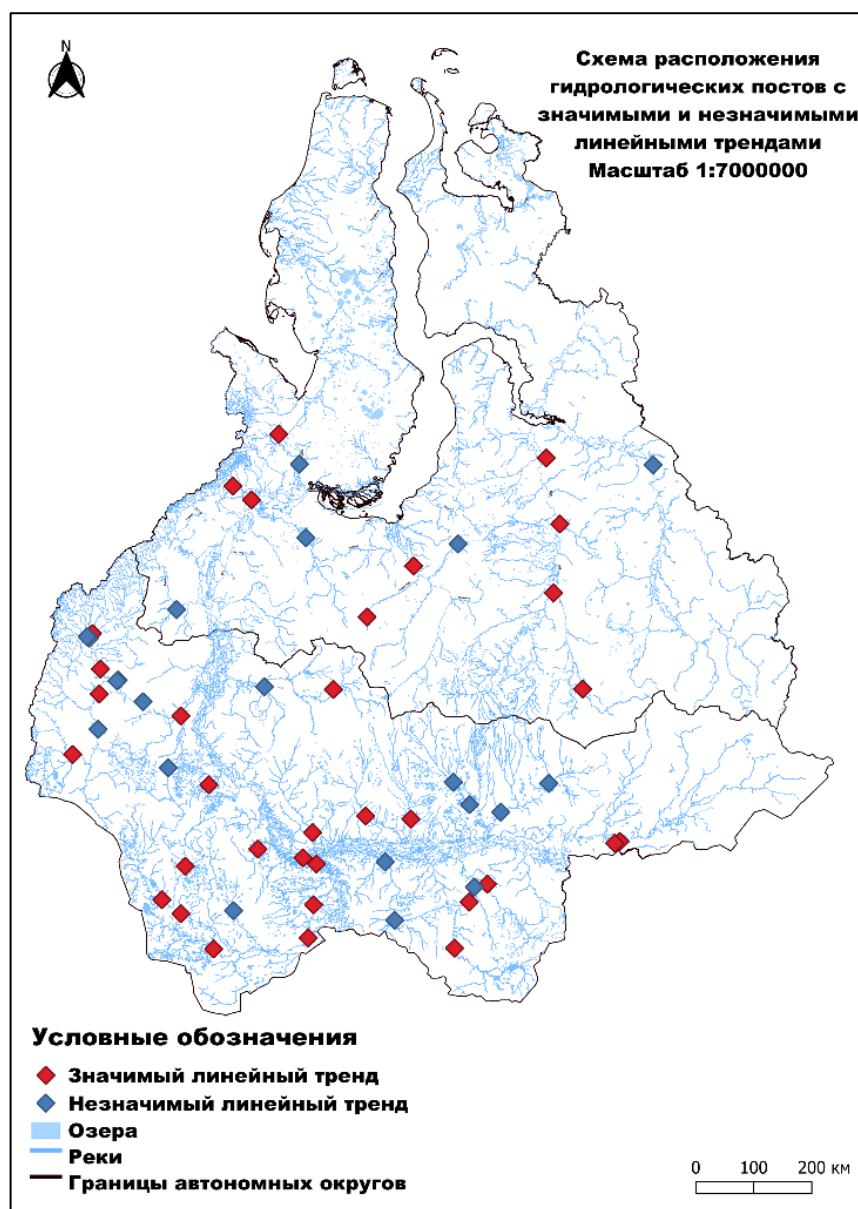 N
Схема расположения
гидрологических постов с
значимыми и незначимыми
линейными трендами
Масштаб 1:7000000
Условные обозначения
Значимый линейный тренд
Незначимый линейный тренд
Озера
Реки
Границы автономных округов
0 100 200 км